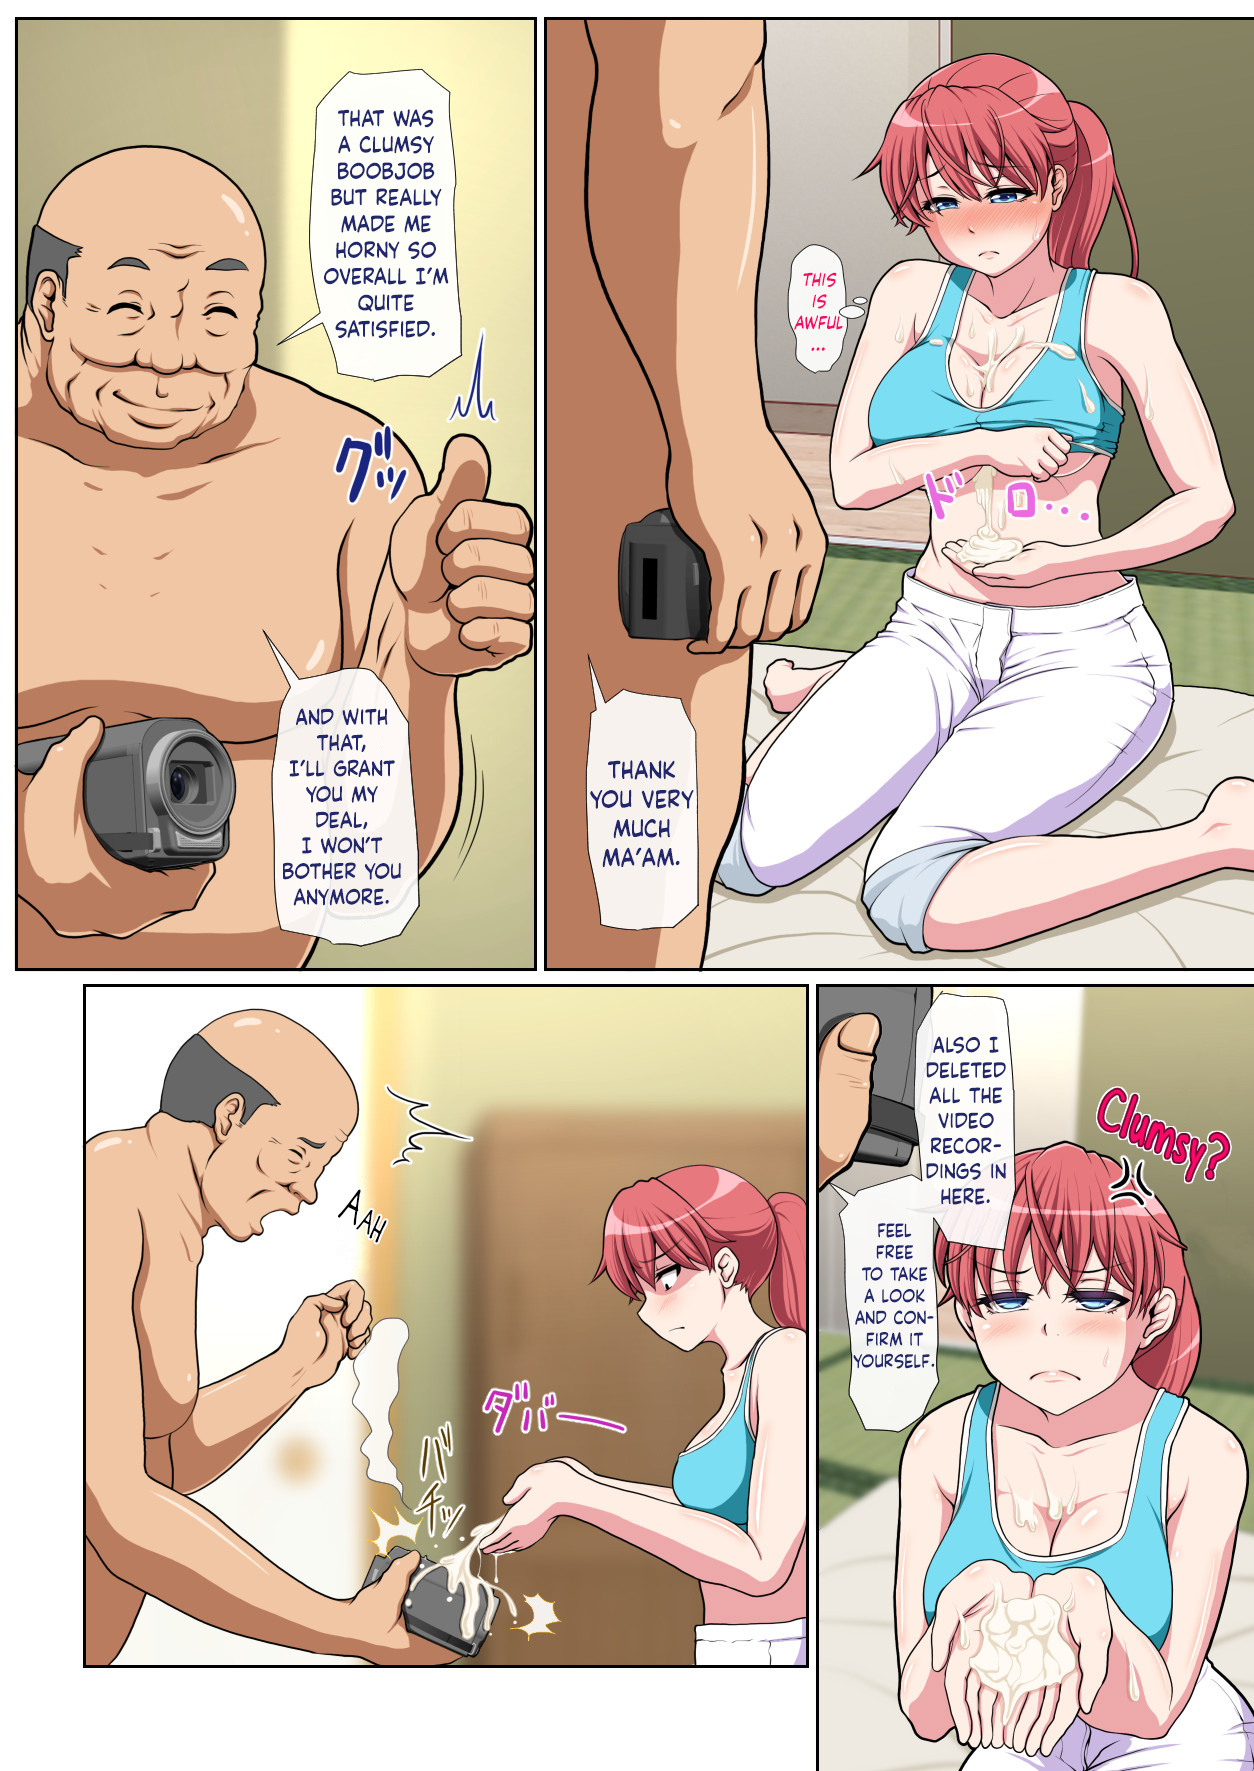 THAT WAS
A CLUMSY
BOOBJOB
BUT REALLY
MADE ME
HORNY SO
OVERALL I'M
QUITE
SATISFIED.
グッ
AND WITH
THAT,
I'LL GRANT
YOU MY
DEAL,
I WON'T
BOTHER YOU
ANYMORE.
THIS
IS
AWFUL
...
ドロ...
THANK
YOU VERY
MUCH
MA'AM.
AAH
ダバー
バチッ
ALSO I
DELETED
ALL THE
VIDEO
RECOR-
DINGS IN
HERE.
Clumsy?
FEEL
FREE
TO TAKE
A LOOK
AND CON-
FIRM IT
YOURSELF.